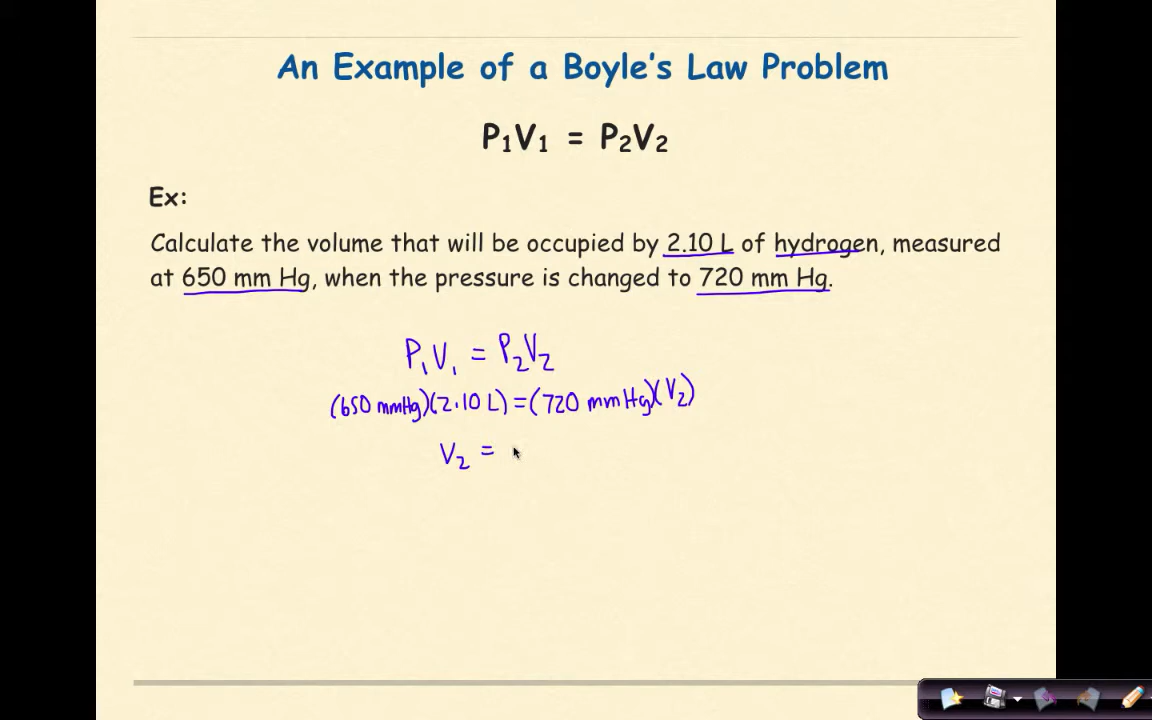 An Example of a Boyle's Law Problem
P₁V₁ = P₂V₂
Ex:
Calculate the volume that will be occupied by 2.10 L of hydrogen, measured
at 650 mm Hg, when the pressure is changed to 720 mm Hg.
P₁V₁ = P₂V₂
(650 mmHg)(2.10 L) = (720 mmHg)(V₂)
V₂ =